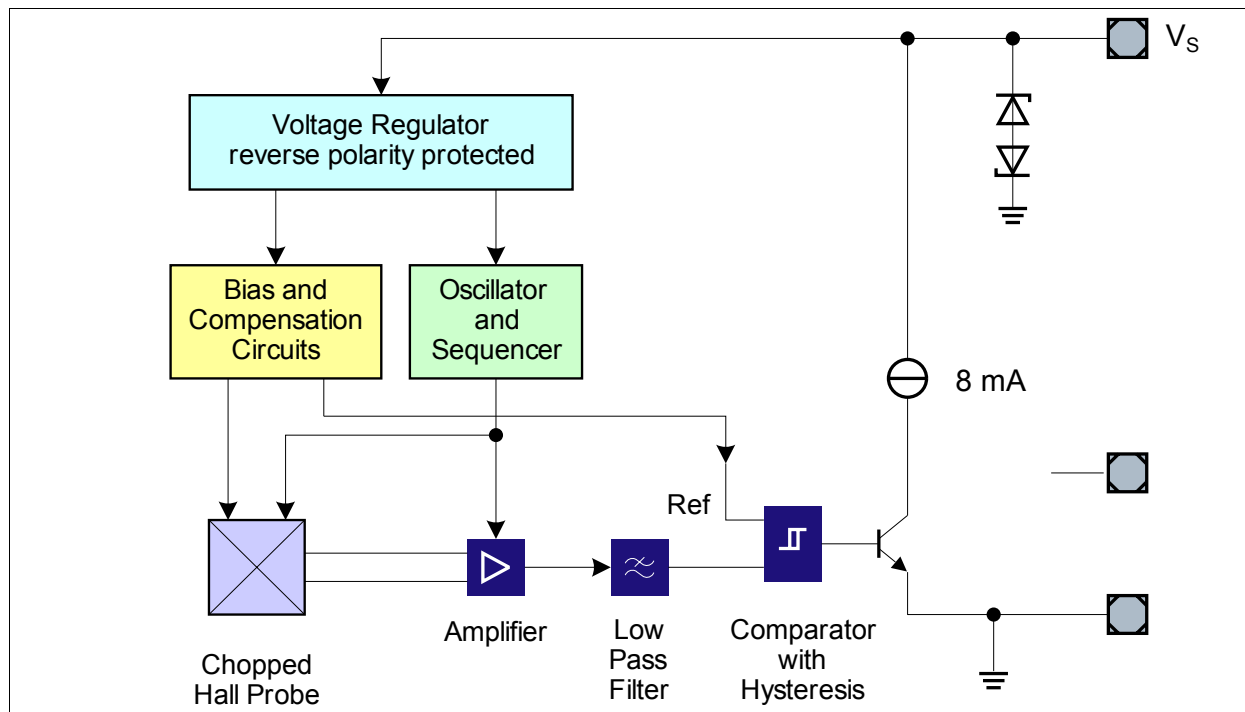 V_S
Voltage Regulator
reverse polarity protected
Bias and
Compensation
Circuits
Oscillator
and
Sequencer
8 mA
Ref
Amplifier
Low
Pass
Filter
Comparator
with
Hysteresis
Chopped
Hall Probe